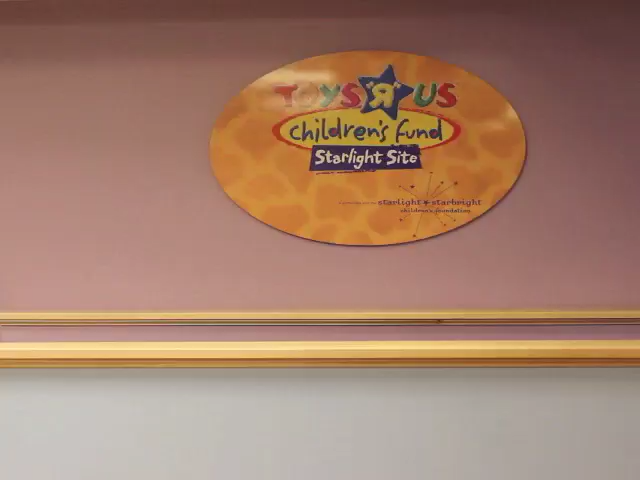 TOYS"R"US
children's fund
Starlight Site
starlight starbright
children's foundation